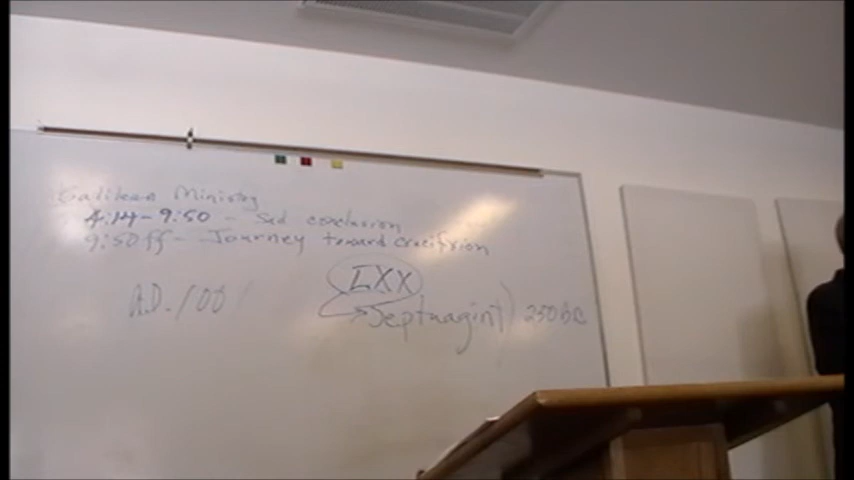 Galilean Ministry
4:14-9:50 - Sad conclusion
9:50ff- Journey toward crucifixion
A.D. 100
LXX
Septuagint) 250 BC